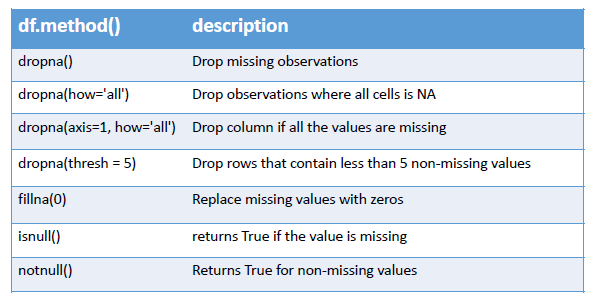 df.method() description
dropna() Drop missing observations
dropna(how='all') Drop observations where all cells is NA
dropna(axis=1, how='all') Drop column if all the values are missing
dropna(thresh = 5) Drop rows that contain less than 5 non-missing values
fillna(0) Replace missing values with zeros
isnull() returns True if the value is missing
notnull() Returns True for non-missing values